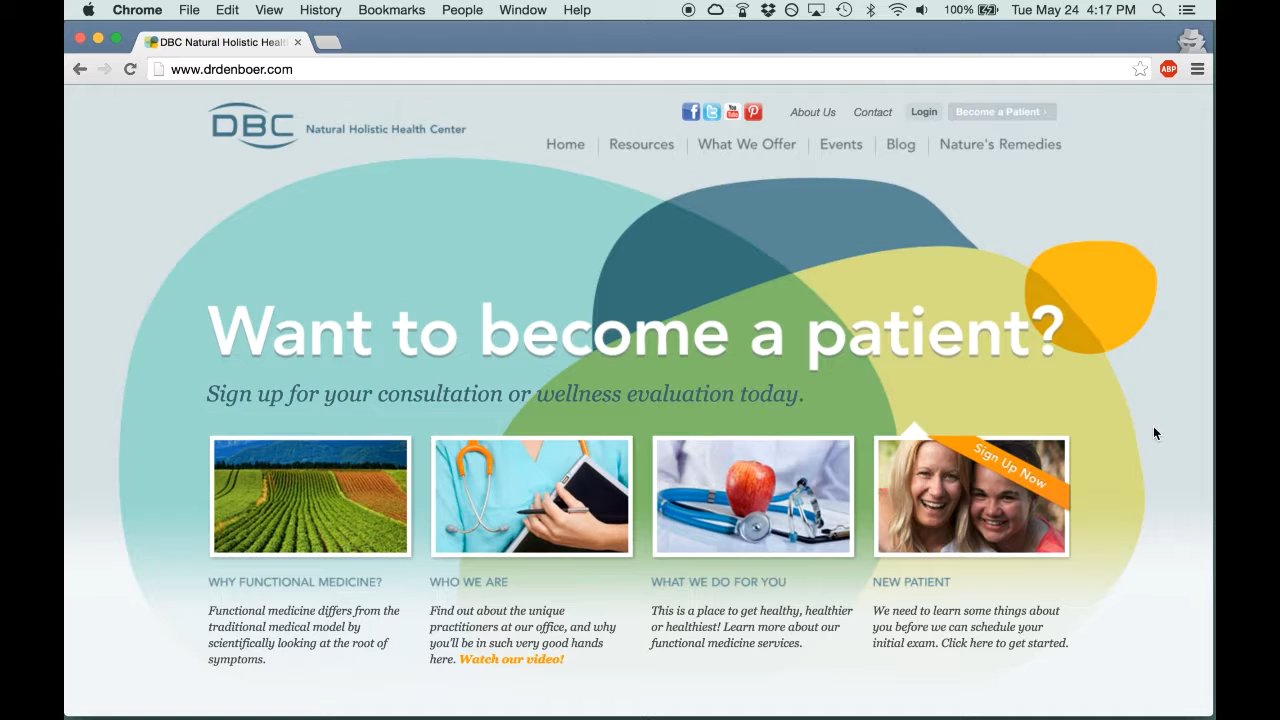 Chrome File Edit View History Bookmarks People Window Help 100% Tue May 24 4:17 PM
DBC Natural Holistic Healt
www.drdenboer.com ABP
DBC Natural Holistic Health Center
f t You Tube P About Us Contact Login Become a Patient ›
Home Resources What We Offer Events Blog Nature's Remedies
Want to become a patient?
Sign up for your consultation or wellness evaluation today.
Sign Up Now
WHY FUNCTIONAL MEDICINE?
Functional medicine differs from the
traditional medical model by
scientifically looking at the root of
symptoms.
WHO WE ARE
Find out about the unique
practitioners at our office, and why
you'll be in such very good hands
here. Watch our video!
WHAT WE DO FOR YOU
This is a place to get healthy, healthier
or healthiest! Learn more about our
functional medicine services.
NEW PATIENT
We need to learn some things about
you before we can schedule your
initial exam. Click here to get started.